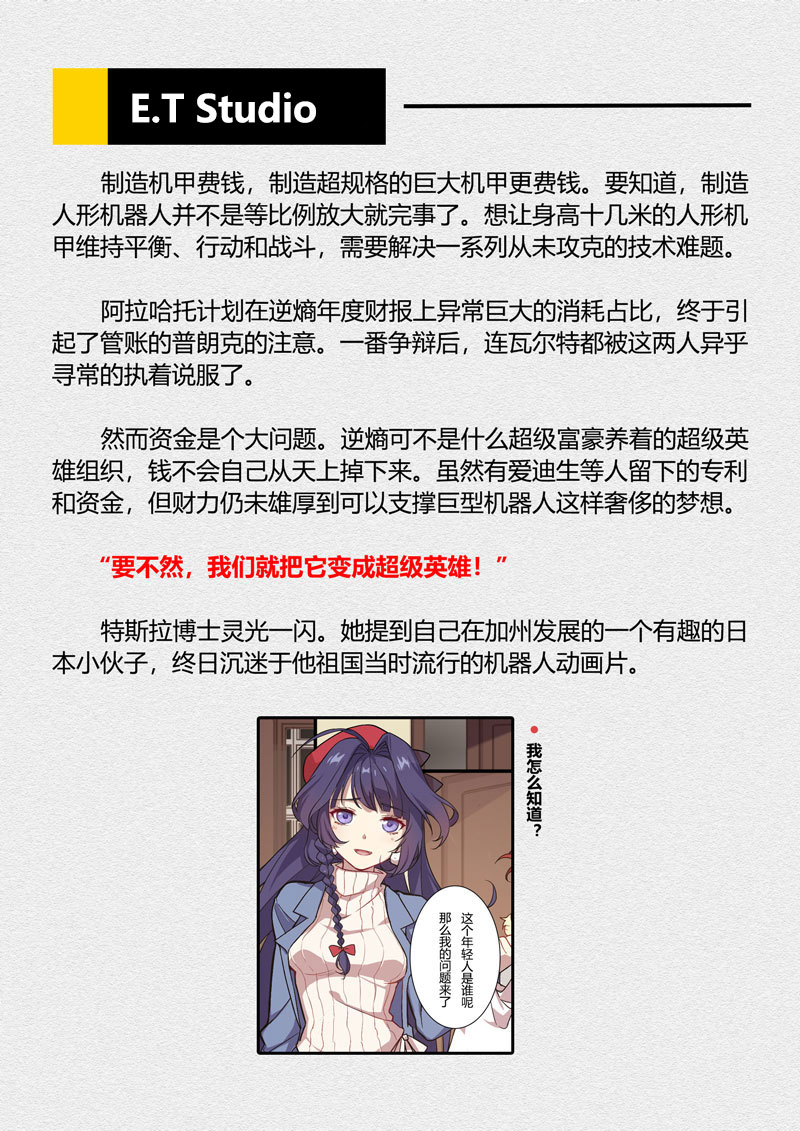 E.T Studio
制造机甲费钱，制造超规格的巨大机甲更费钱。要知道，制造
人形机器人并不是等比例放大就完事了。想让身高十几米的人形机
甲维持平衡、行动和战斗，需要解决一系列从未攻克的技术难题。
阿拉哈托计划在逆熵年度财报上异常巨大的消耗占比，终于引
起了管账的普朗克的注意。一番争辩后，连瓦尔特都被这两人异乎
寻常的执着说服了。
然而资金是个大问题。逆熵可不是什么超级富豪养着的超级英
雄组织，钱不会自己从天上掉下来。虽然有爱迪生等人留下的专利
和资金，但财力仍未雄厚到可以支撑巨型机器人这样奢侈的梦想。
“要不然，我们就把它变成超级英雄！”
特斯拉博士灵光一闪。她提到自己在加州发展的一个有趣的日
本小伙子，终日沉迷于他祖国当时流行的机器人动画片。
我怎么知道？
这个年轻人是谁呢
那么我的问题来了